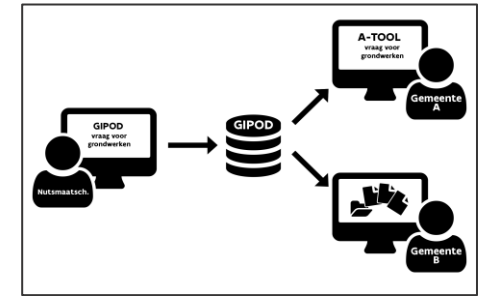 GIPOD
vraag voor
grondwerken
Nutsmaatsch.
GIPOD
A-TOOL
vraag voor
grondwerken
Gemeente
A
Gemeente
B